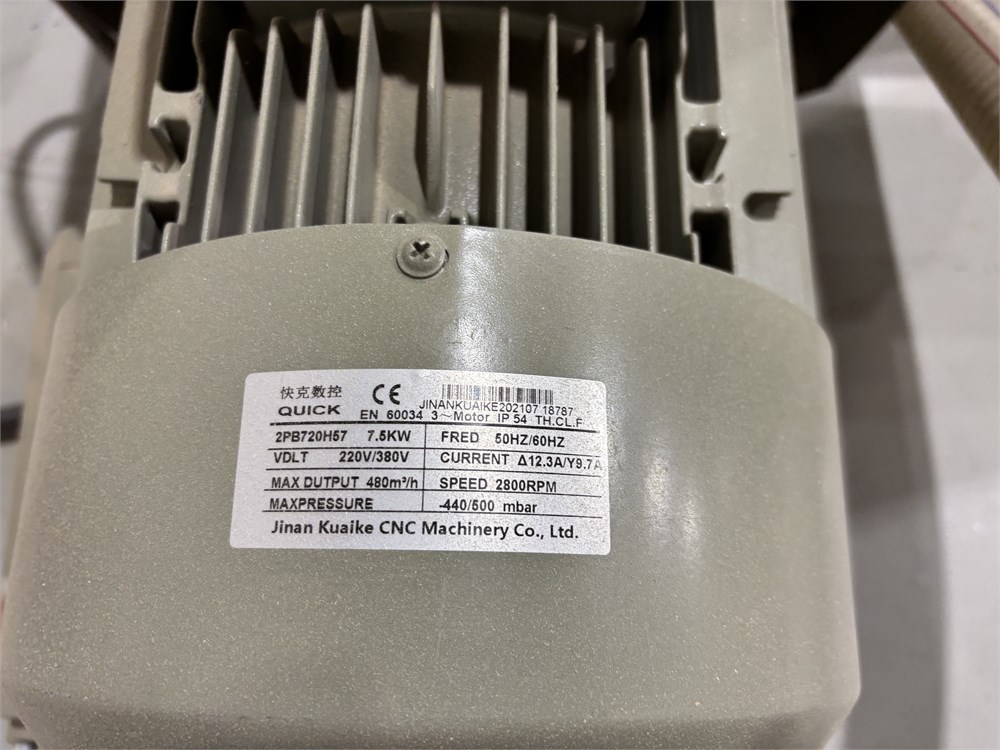 快克数控
QUICK
CE
JINANKUAIKE202107 18787
EN 60034 3~Motor IP 54 TH.CL.F
2PB720H57 7.5KW FRED 50HZ/60HZ
VDLT 220V/380V CURRENT Δ12.3A/Y9.7A
MAX DUTPUT 480m³/h SPEED 2800RPM
MAXPRESSURE -440/500 mbar
Jinan Kuaike CNC Machinery Co., Ltd.